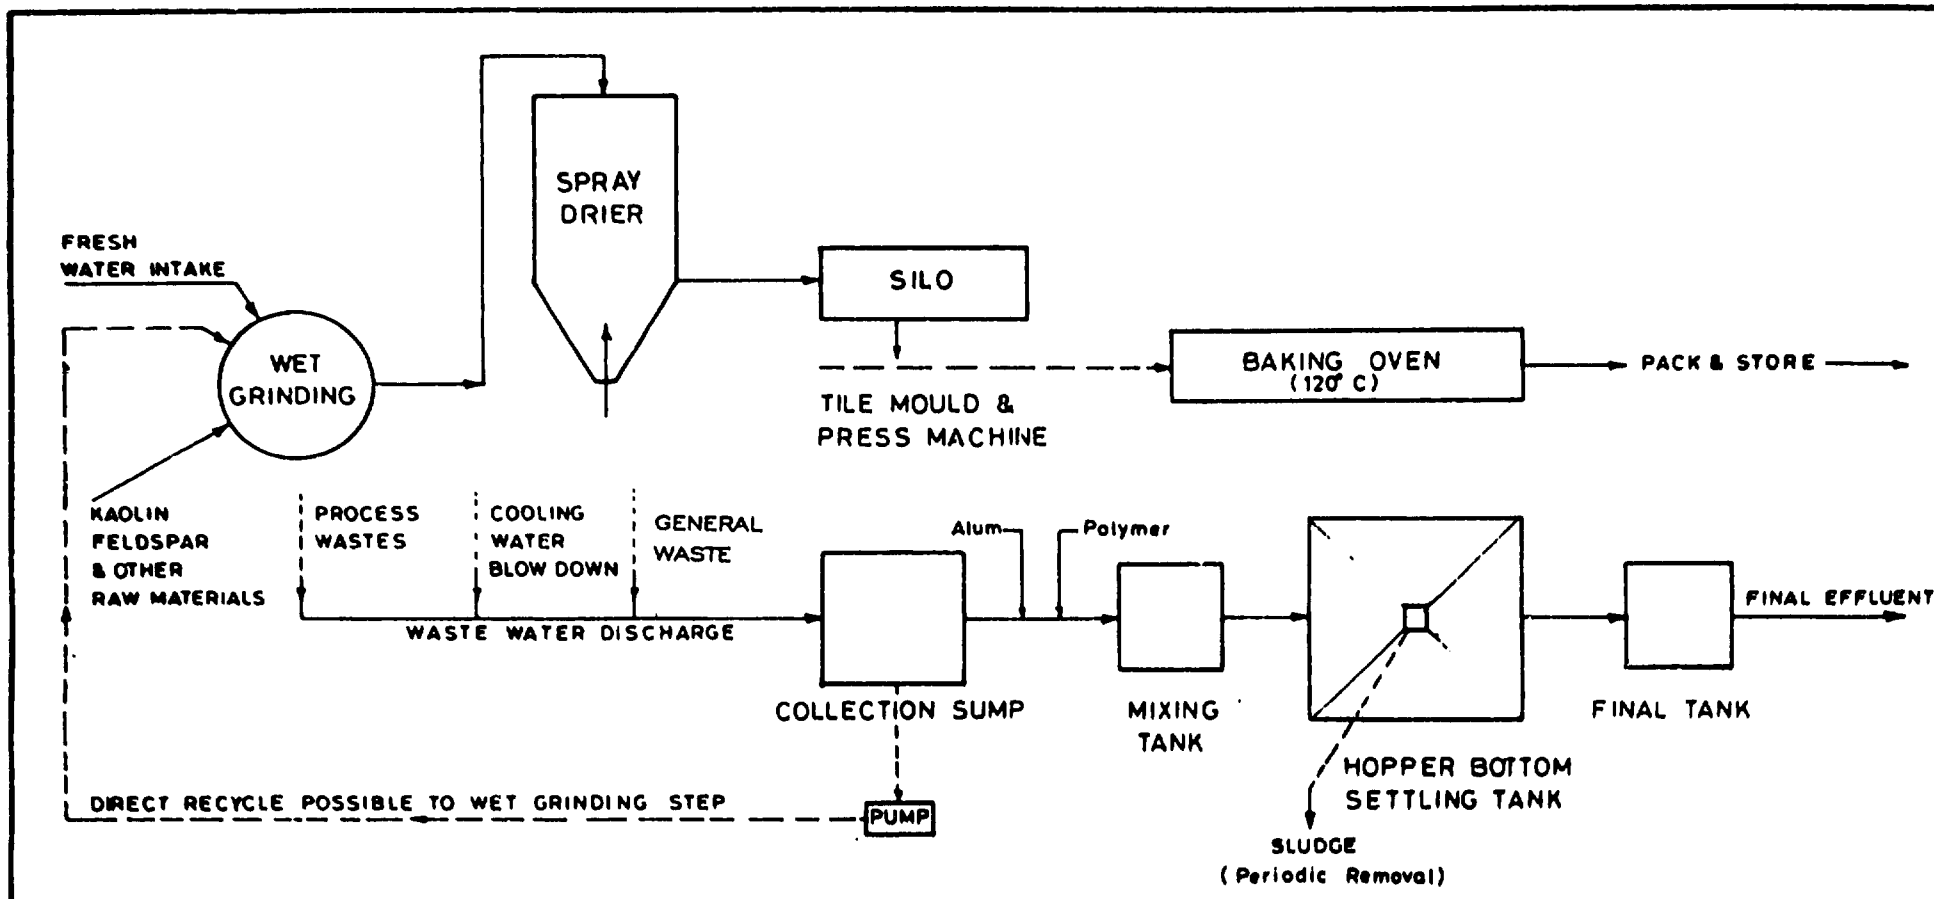 SPRAY
DRIER
FRESH
WATER INTAKE
SILO
WET
GRINDING
BAKING OVEN
(120° C)
PACK & STORE
TILE MOULD &
PRESS MACHINE
KAOLIN
FELDSPAR
& OTHER
RAW MATERIALS
PROCESS
WASTES
COOLING
WATER
BLOW DOWN
GENERAL
WASTE
Alum
Polymer
WASTE WATER DISCHARGE
FINAL EFFLUENT
COLLECTION SUMP
MIXING
TANK
FINAL TANK
HOPPER BOTTOM
SETTLING TANK
DIRECT RECYCLE POSSIBLE TO WET GRINDING STEP
PUMP
SLUDGE
(Periodic Removal)